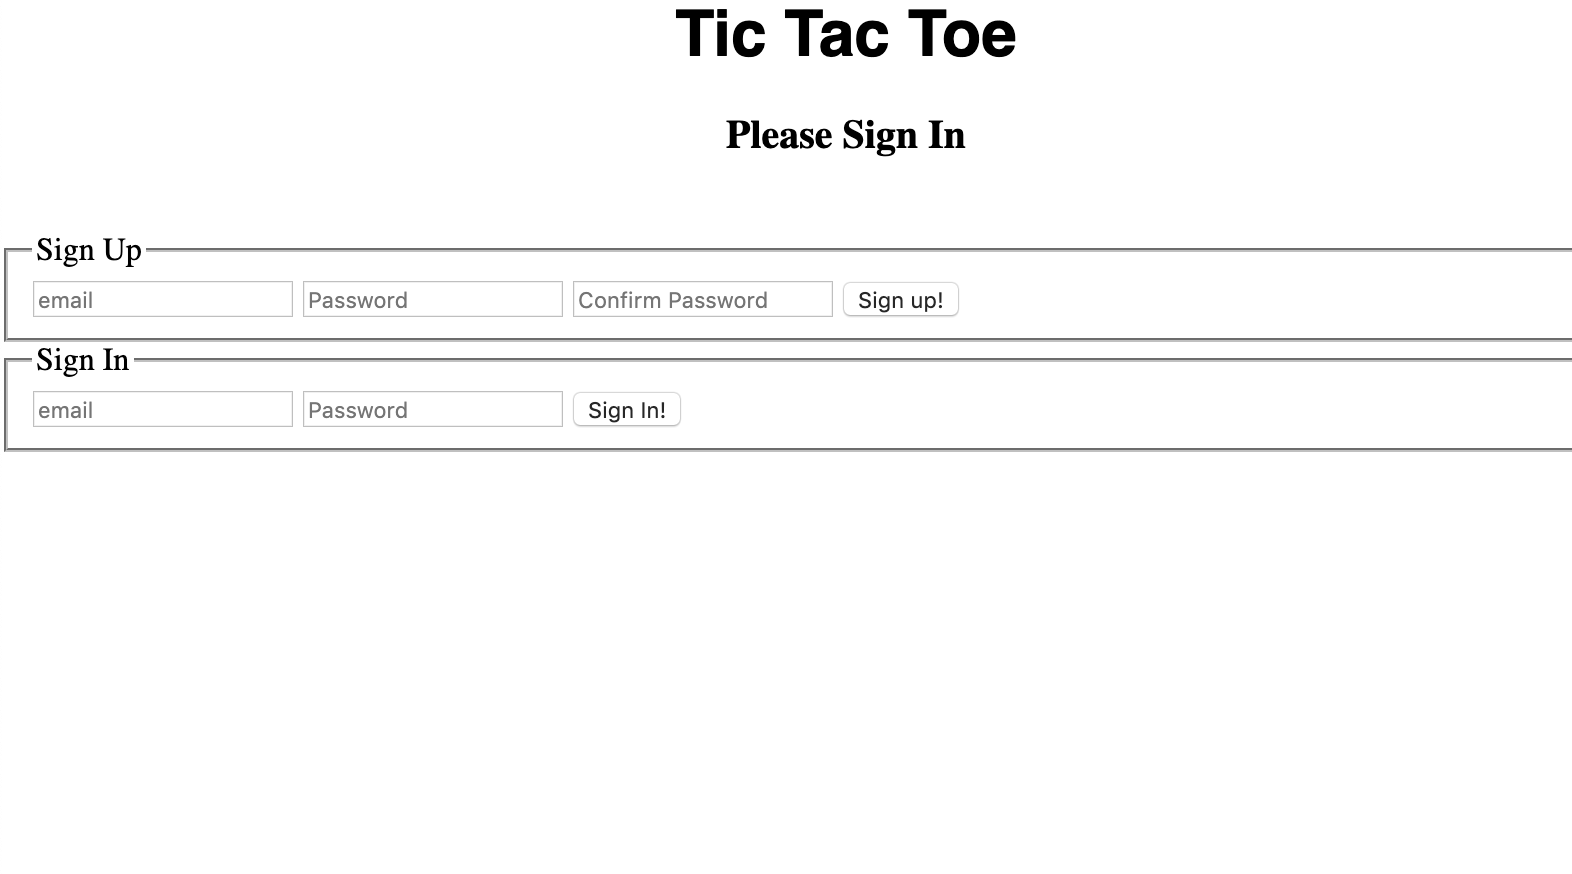 Tic Tac Toe
Please Sign In
Sign Up
email Password Confirm Password Sign up!
Sign In
email Password Sign In!